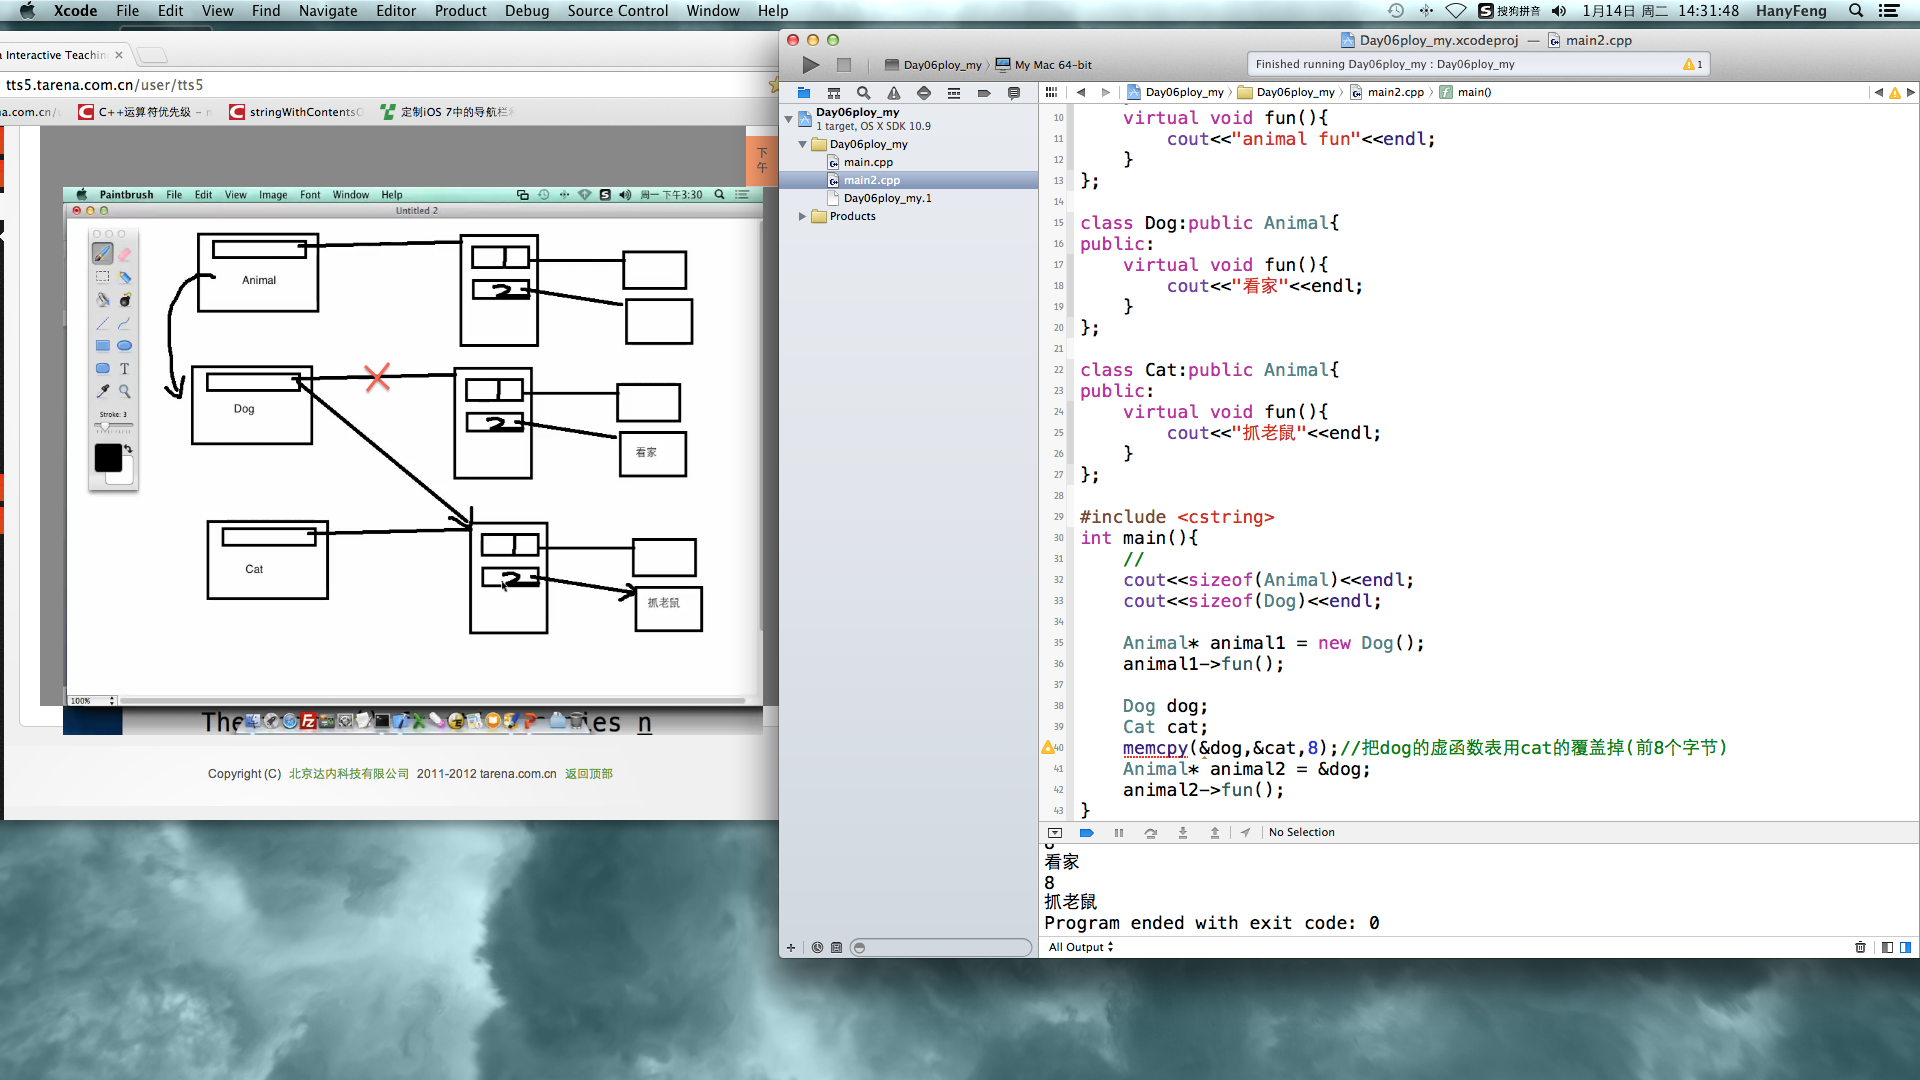 Xcode File Edit View Find Navigate Editor Product Debug Source Control Window Help
搜狗拼音 1月14日 周二 14:31:48 HanyFeng
Interactive Teachin
tts5.tarena.com.cn/user/tts5
na.com.cn/ C++运算符优先级 - stringWithContentsO 定制iOS 7中的导航栏
下午
Paintbrush File Edit View Image Font Window Help 周一 下午3:30
Untitled 2
Animal
1
2
Dog
1
2
看家
Cat
1
2
抓老鼠
Stroke: 3
100%
The
ies n
Copyright (C) 北京达内科技有限公司 2011-2012 tarena.com.cn 返回顶部
Day06ploy_my.xcodeproj — main2.cpp
Day06ploy_my My Mac 64-bit
Finished running Day06ploy_my : Day06ploy_my 1
Day06ploy_my Day06ploy_my main2.cpp main()
Day06ploy_my
1 target, OS X SDK 10.9
Day06ploy_my
main.cpp
main2.cpp
Day06ploy_my.1
Products
10 virtual void fun(){
11 cout<<"animal fun"<<endl;
12 }
13 };
14
15 class Dog:public Animal{
16 public:
17 virtual void fun(){
18 cout<<"看家"<<endl;
19 }
20 };
21
22 class Cat:public Animal{
23 public:
24 virtual void fun(){
25 cout<<"抓老鼠"<<endl;
26 }
27 };
28
29 #include <cstring>
30 int main(){
31 //
32 cout<<sizeof(Animal)<<endl;
33 cout<<sizeof(Dog)<<endl;
34
35 Animal* animal1 = new Dog();
36 animal1->fun();
37
38 Dog dog;
39 Cat cat;
40 memcpy(&dog,&cat,8);//把dog的虚函数表用cat的覆盖掉(前8个字节)
41 Animal* animal2 = &dog;
42 animal2->fun();
43 }
No Selection
看家
8
抓老鼠
Program ended with exit code: 0
All Output